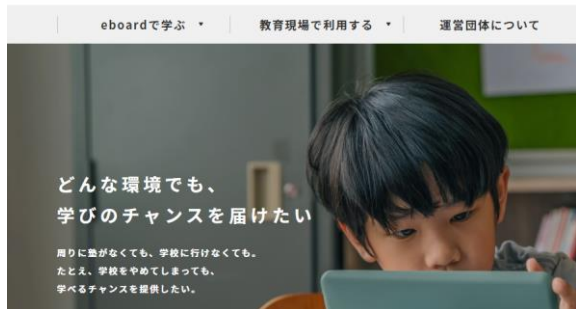 eboardで学ぶ ▼
教育現場で利用する ▼
運営団体について
どんな環境でも、
学びのチャンスを届けたい
周りに塾がなくても、学校に行けなくても。
たとえ、学校をやめてしまっても、
学べるチャンスを提供したい。